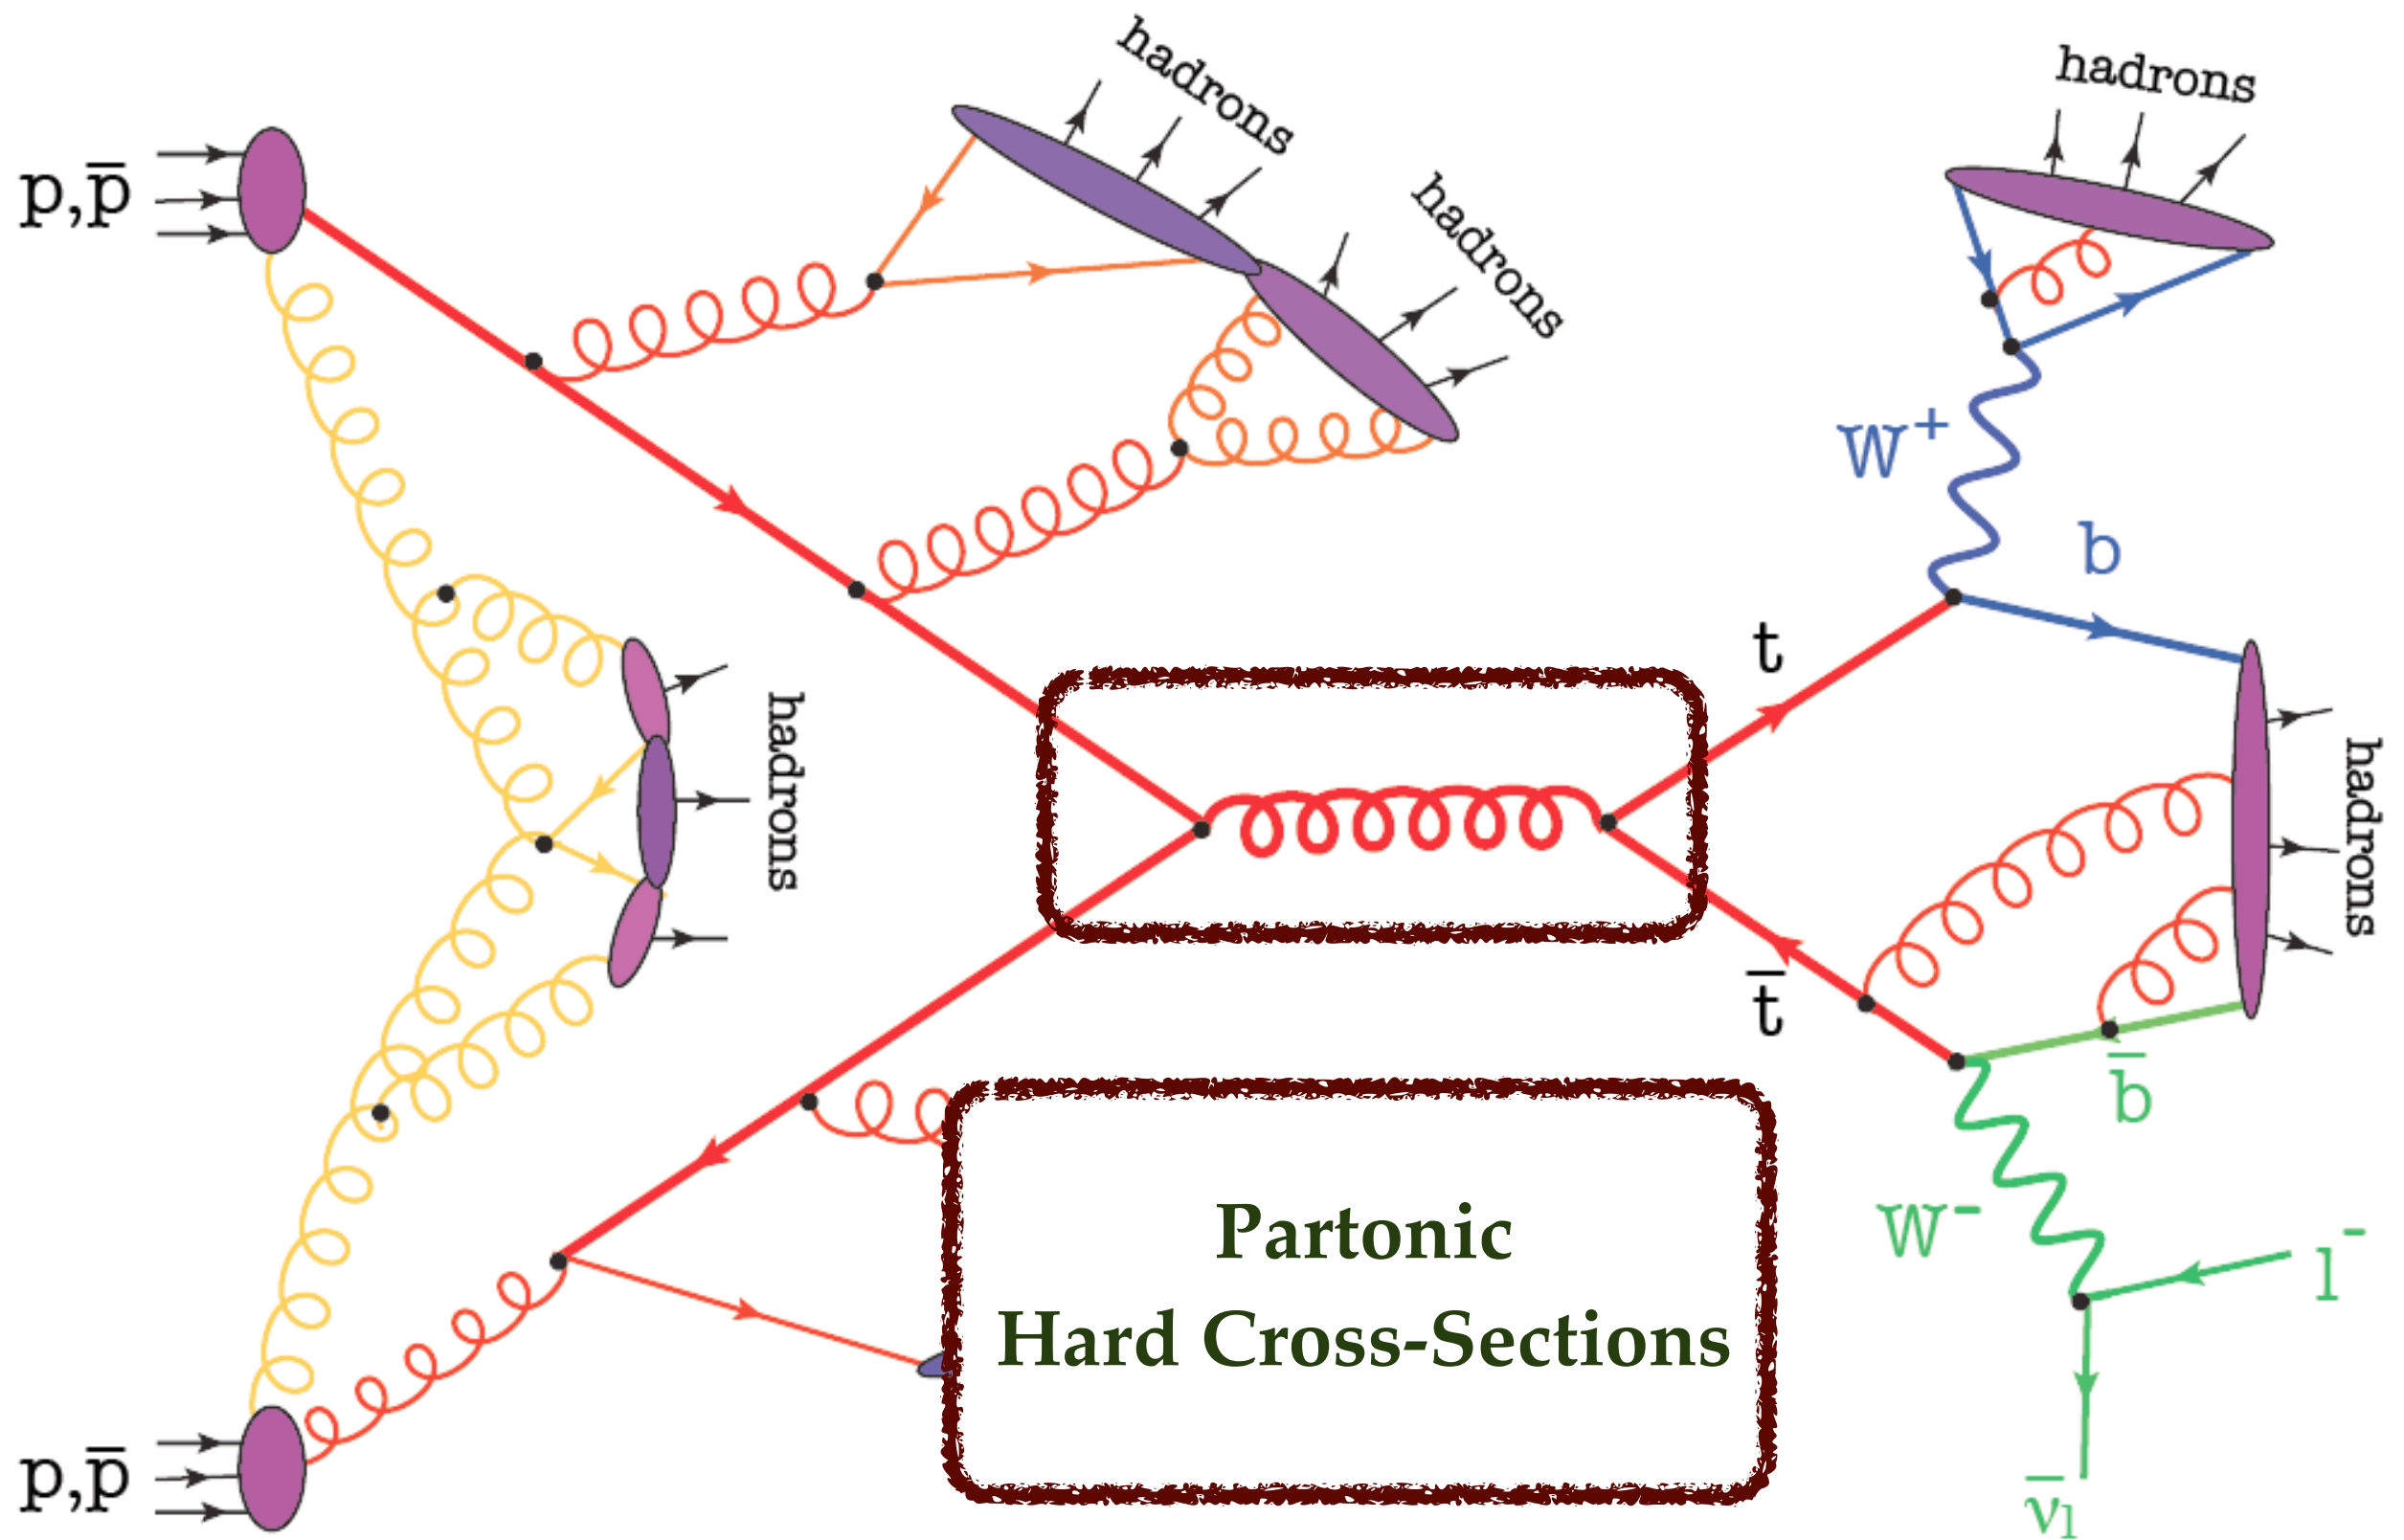 hadrons
hadrons
p,p̅
hadrons
W⁺
b
t
hadrons
hadrons
t̅
b̅
Partonic
Hard Cross-Sections
W⁻
l⁻
p,p̅
ν̅ₗ